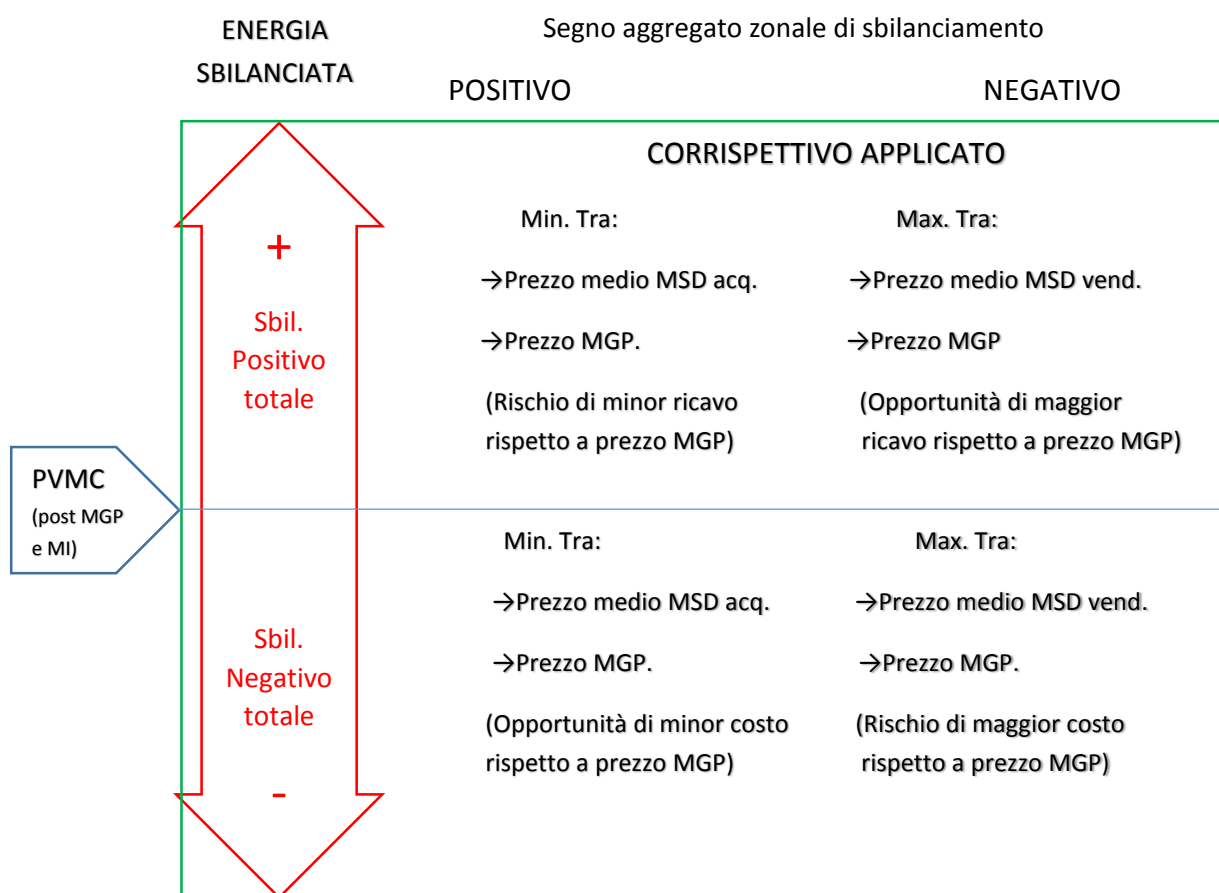 ENERGIA
SBILANCIATA
Segno aggregato zonale di sbilanciamento
POSITIVO
NEGATIVO
CORRISPETTIVO APPLICATO
+
Sbil.
Positivo
totale
Min. Tra:
→Prezzo medio MSD acq.
→Prezzo MGP.
(Rischio di minor ricavo
rispetto a prezzo MGP)
Max. Tra:
→Prezzo medio MSD vend.
→Prezzo MGP
(Opportunità di maggior
ricavo rispetto a prezzo MGP)
PVMC
(post MGP
e MI)
Sbil.
Negativo
totale
-
Min. Tra:
→Prezzo medio MSD acq.
→Prezzo MGP.
(Opportunità di minor costo
rispetto a prezzo MGP)
Max. Tra:
→Prezzo medio MSD vend.
→Prezzo MGP.
(Rischio di maggior costo
rispetto a prezzo MGP)